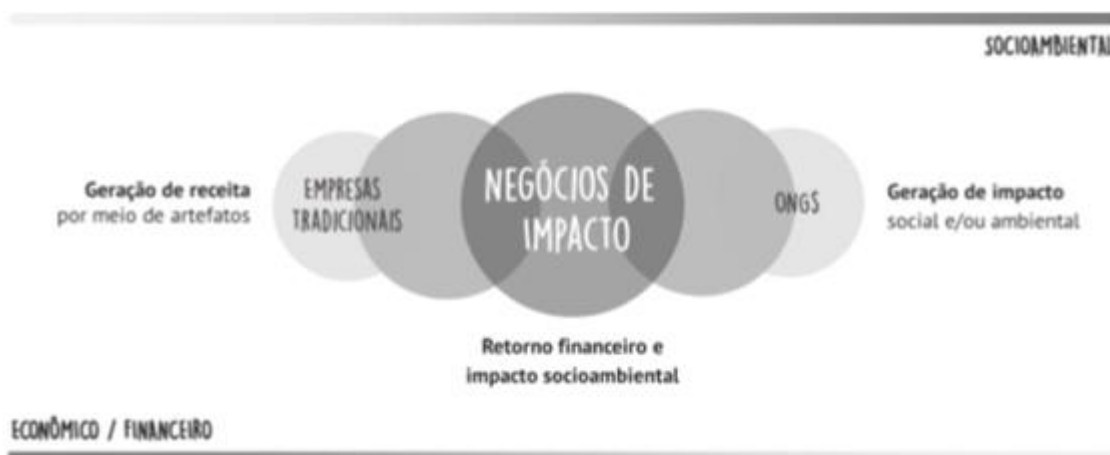 SOCIOAMBIENTAL
Geração de receita
por meio de artefatos
EMPRESAS
TRADICIONAIS
NEGÓCIOS DE
IMPACTO
ONGS
Geração de impacto
social e/ou ambiental
Retorno financeiro e
impacto socioambiental
ECONÔMICO / FINANCEIRO